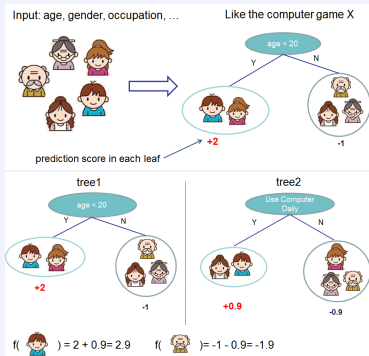 Input: age, gender, occupation, …
Like the computer game X
age < 20
Y
N
+2
-1
prediction score in each leaf
tree1
tree2
age < 20
Use Computer
Daily
Y
N
Y
N
+2
-1
+0.9
-0.9
f( ) = 2 + 0.9= 2.9
f( )= -1 - 0.9= -1.9